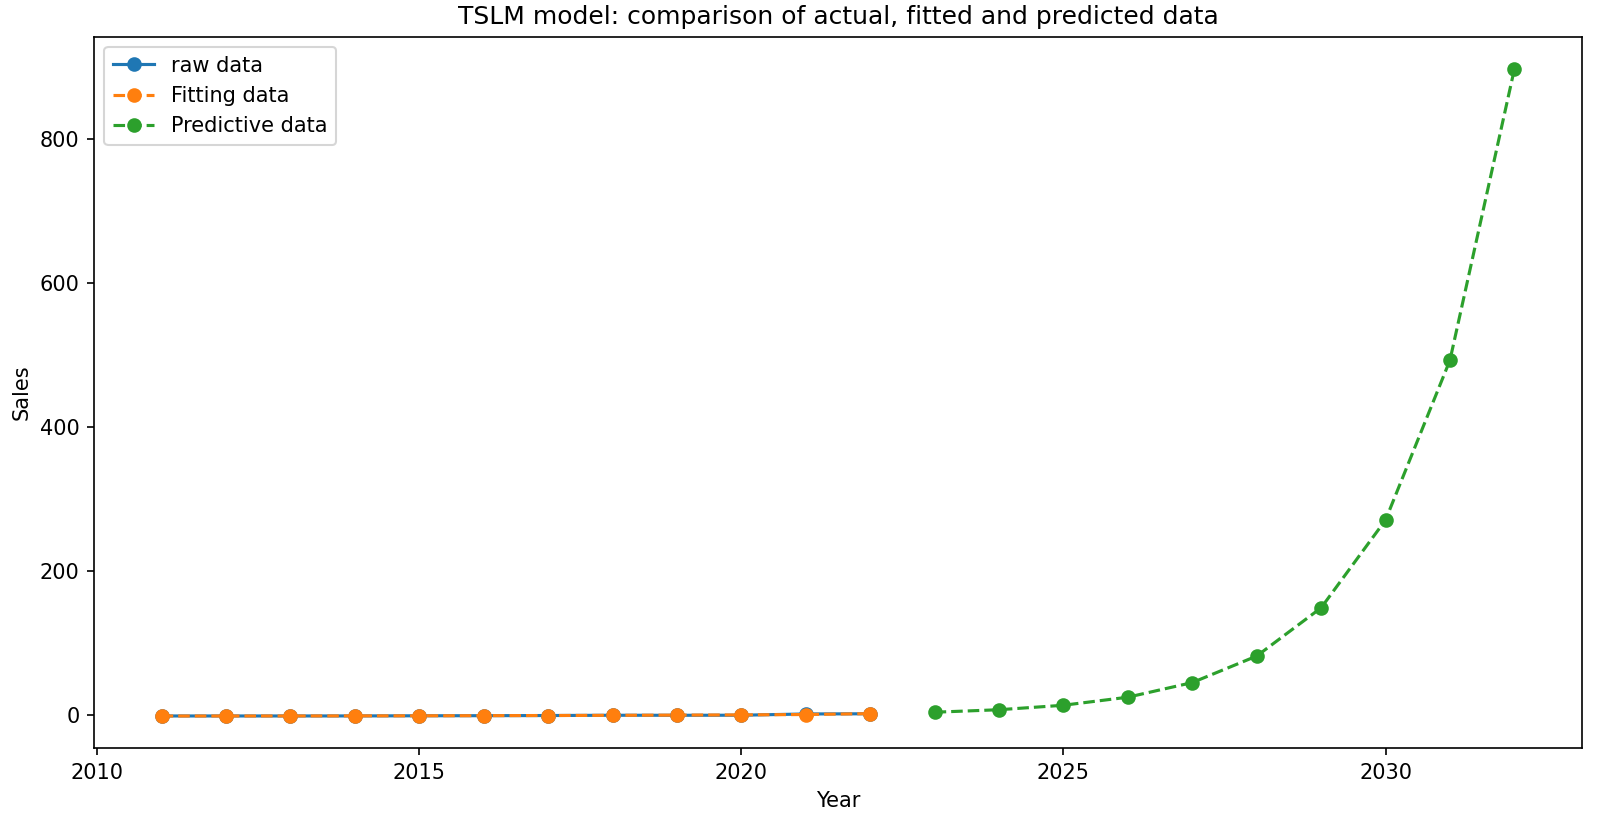 TSLM model: comparison of actual, fitted and predicted data
raw data
Fitting data
Predictive data
800
600
400
200
0
Sales
2010 2015 2020 2025 2030
Year